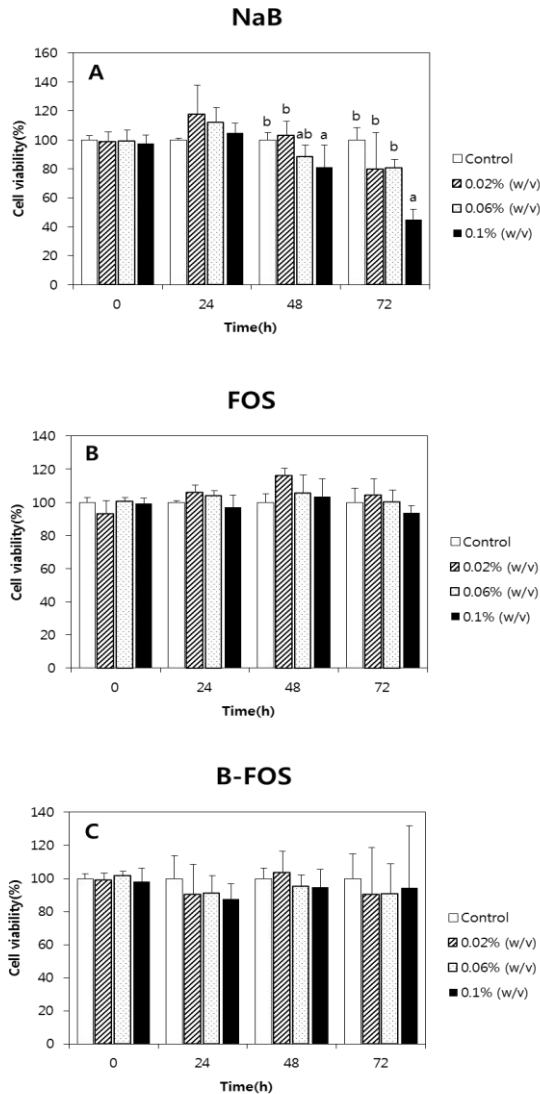 NaB
160
140
120
100
80
60
40
20
0
Cell viability(%)
A
b
b
ab
a
b
b
b
a
0
24
48
72
Time(h)
Control
0.02% (w/v)
0.06% (w/v)
0.1% (w/v)
FOS
140
120
100
80
60
40
20
0
Cell viability(%)
B
0
24
48
72
Time(h)
Control
0.02% (w/v)
0.06% (w/v)
0.1% (w/v)
B-FOS
140
120
100
80
60
40
20
0
Cell viability(%)
C
0
24
48
72
Time(h)
Control
0.02% (w/v)
0.06% (w/v)
0.1% (w/v)